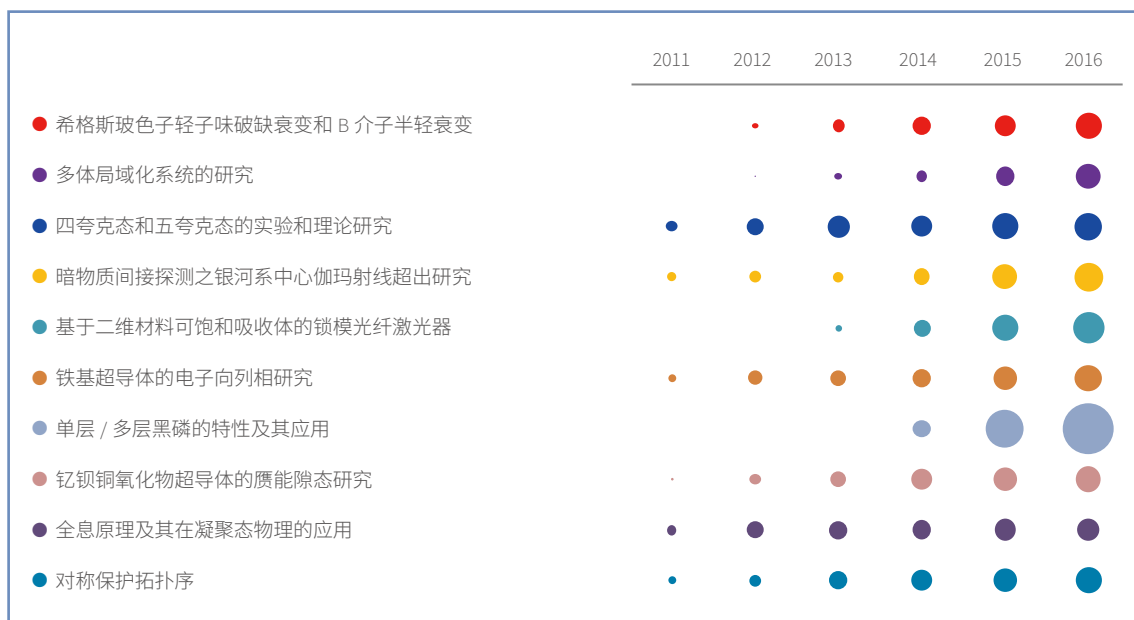 2011 2012 2013 2014 2015 2016
希格斯玻色子轻子味破缺衰变和 B 介子半轻衰变
多体局域化系统的研究
四夸克态和五夸克态的实验和理论研究
暗物质间接探测之银河系中心伽玛射线超出研究
基于二维材料可饱和吸收体的锁模光纤激光器
铁基超导体的电子向列相研究
单层 / 多层黑磷的特性及其应用
钇钡铜氧化物超导体的赝能隙态研究
全息原理及其在凝聚态物理的应用
对称保护拓扑序